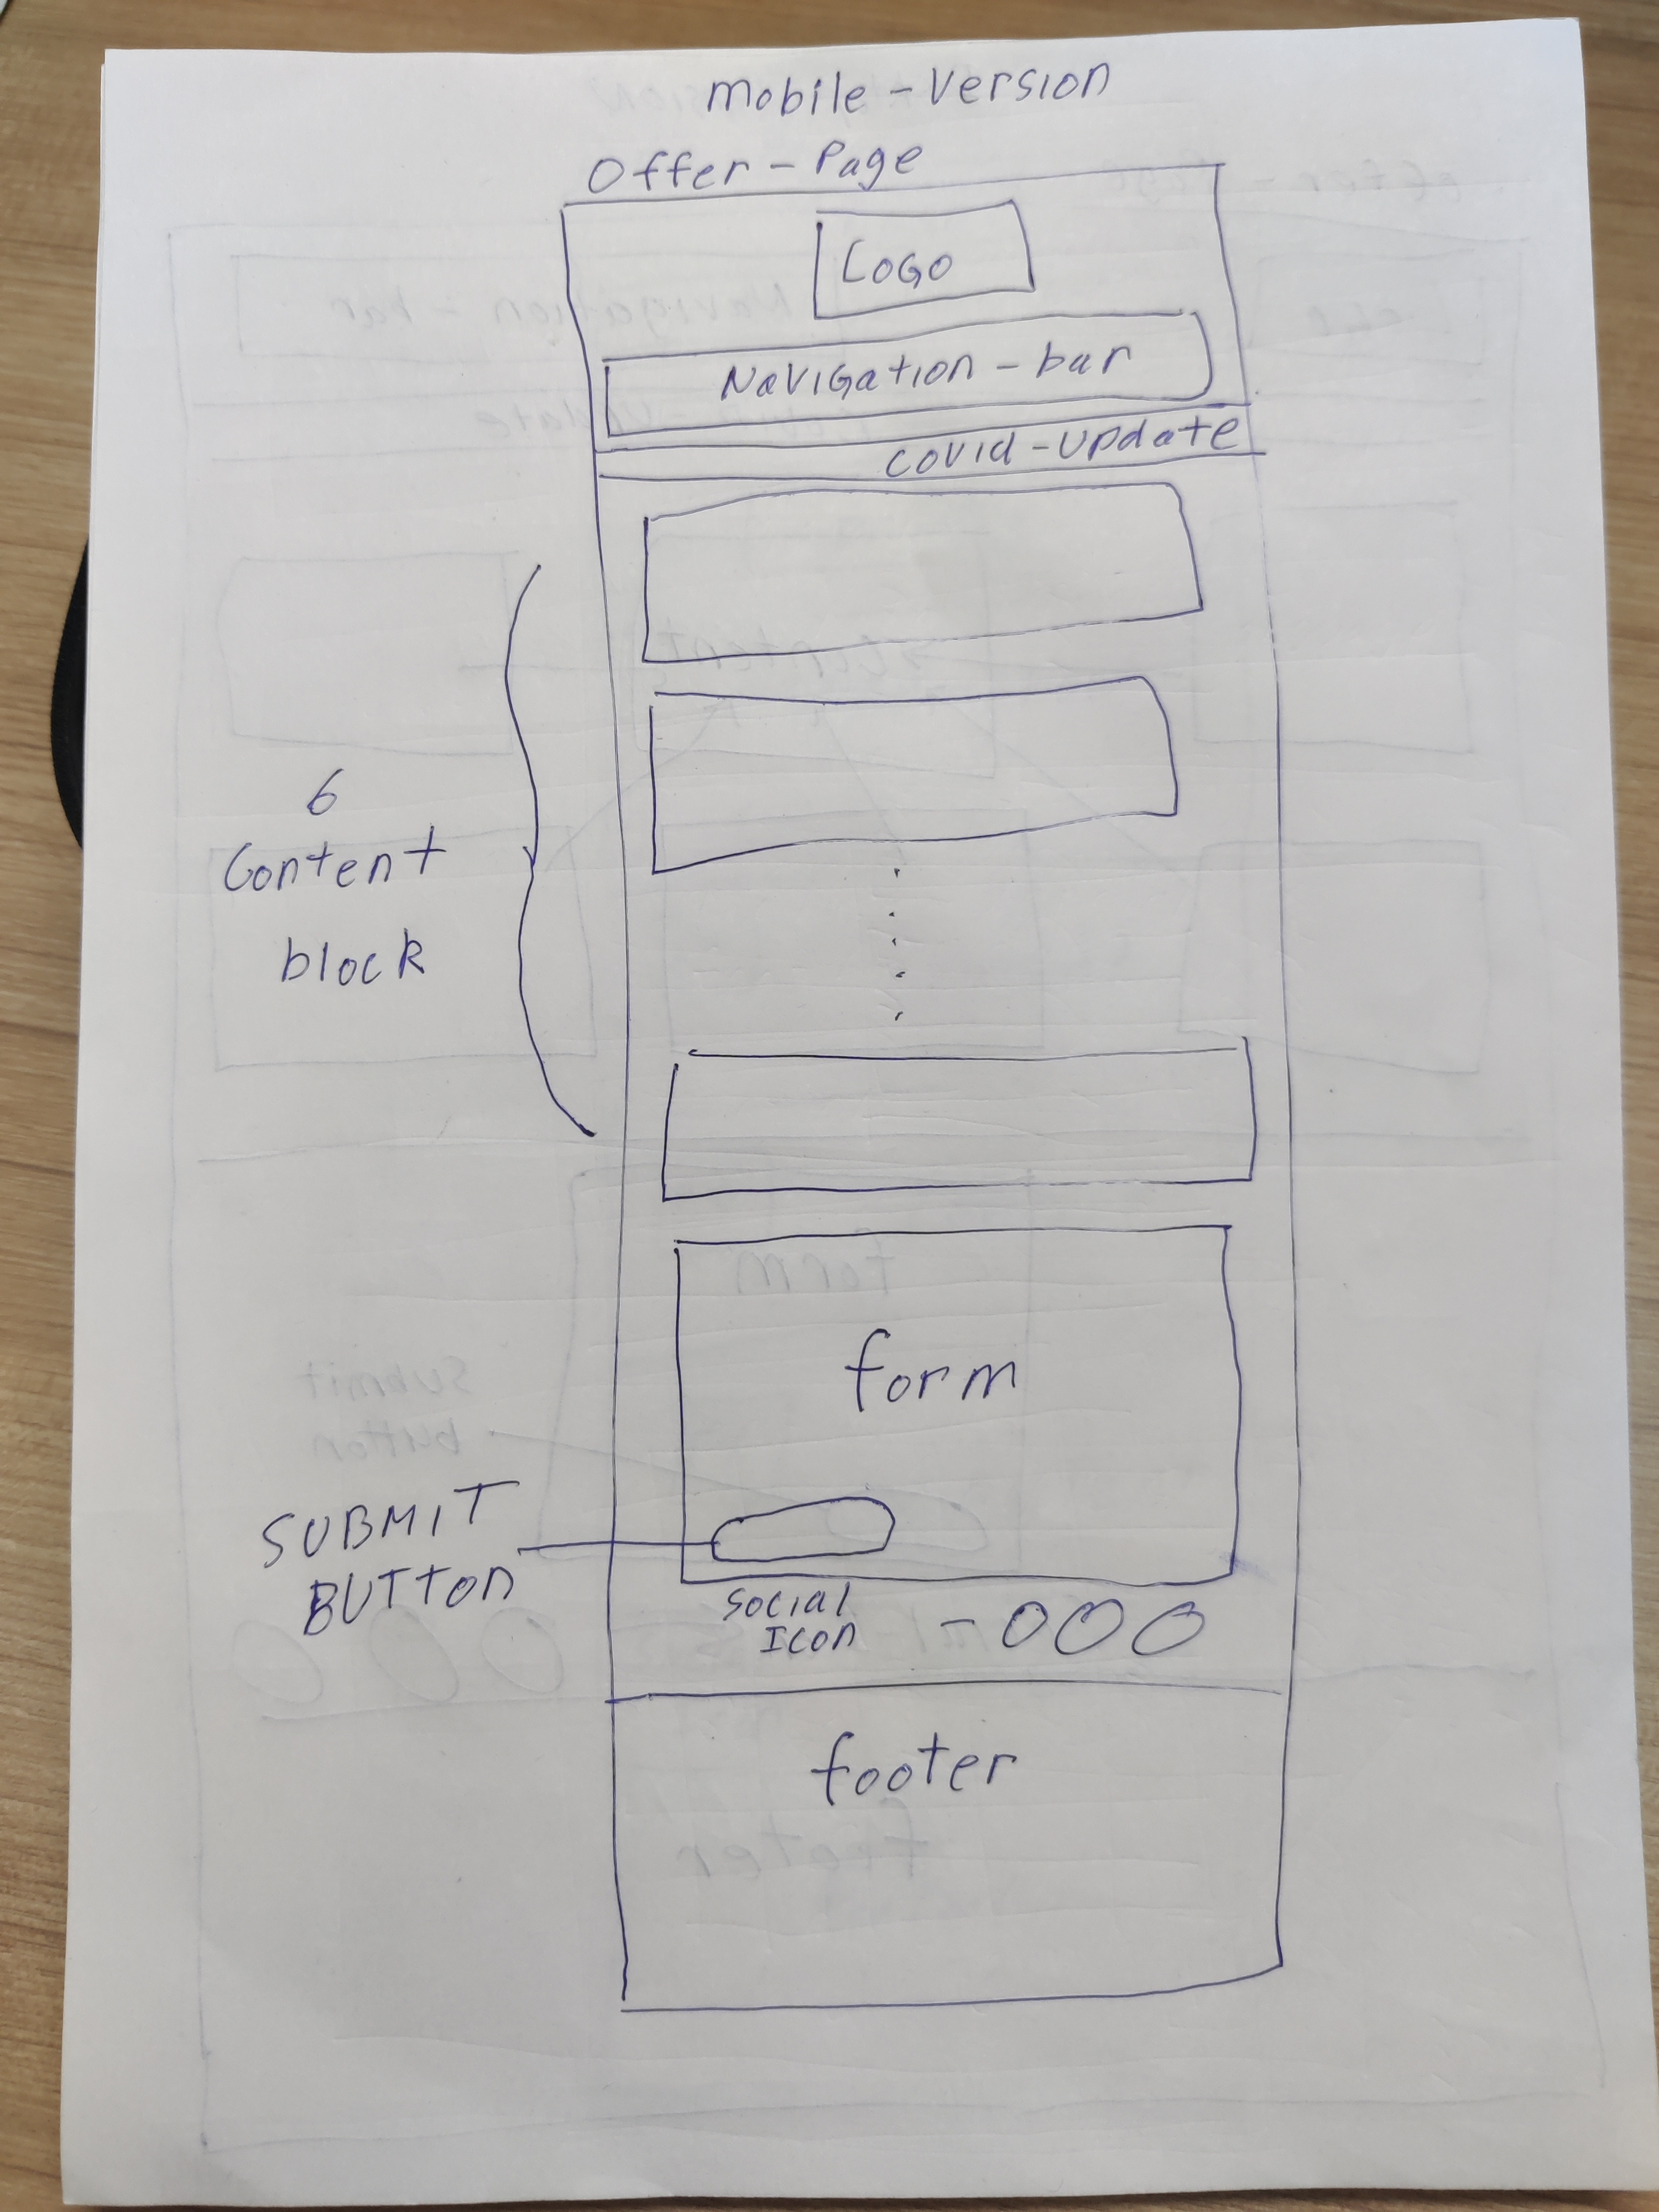 Mobile - Version
Offer - Page
LOGO
Navigation - bar
Covid - Update
6
Content
block
form
SUBMIT
BUTTON
Social
Icon
footer